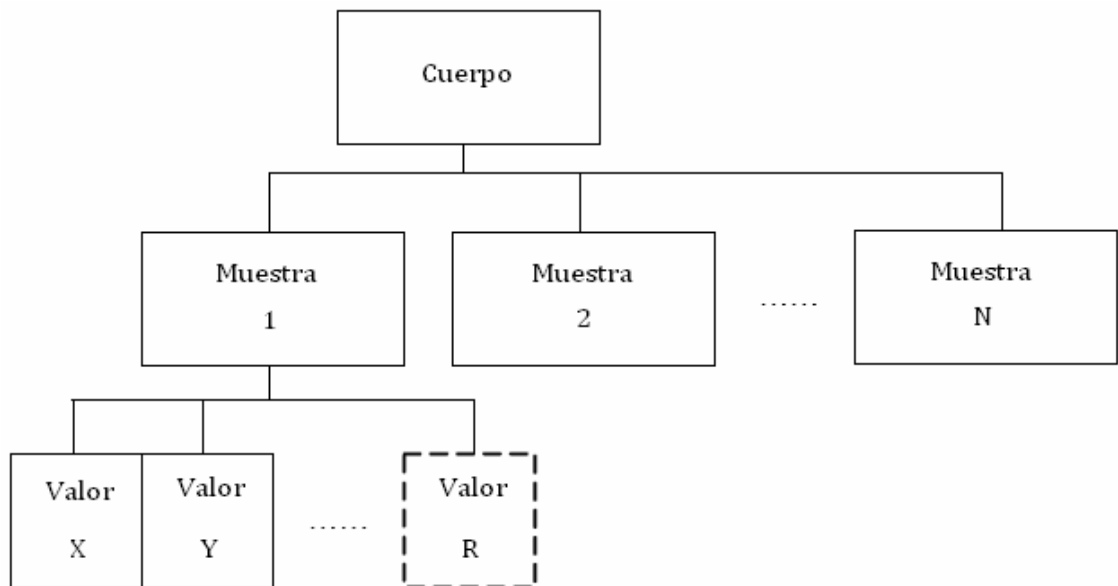 Cuerpo
Muestra
1
Muestra
2
......
Muestra
N
Valor
X
Valor
Y
......
Valor
R